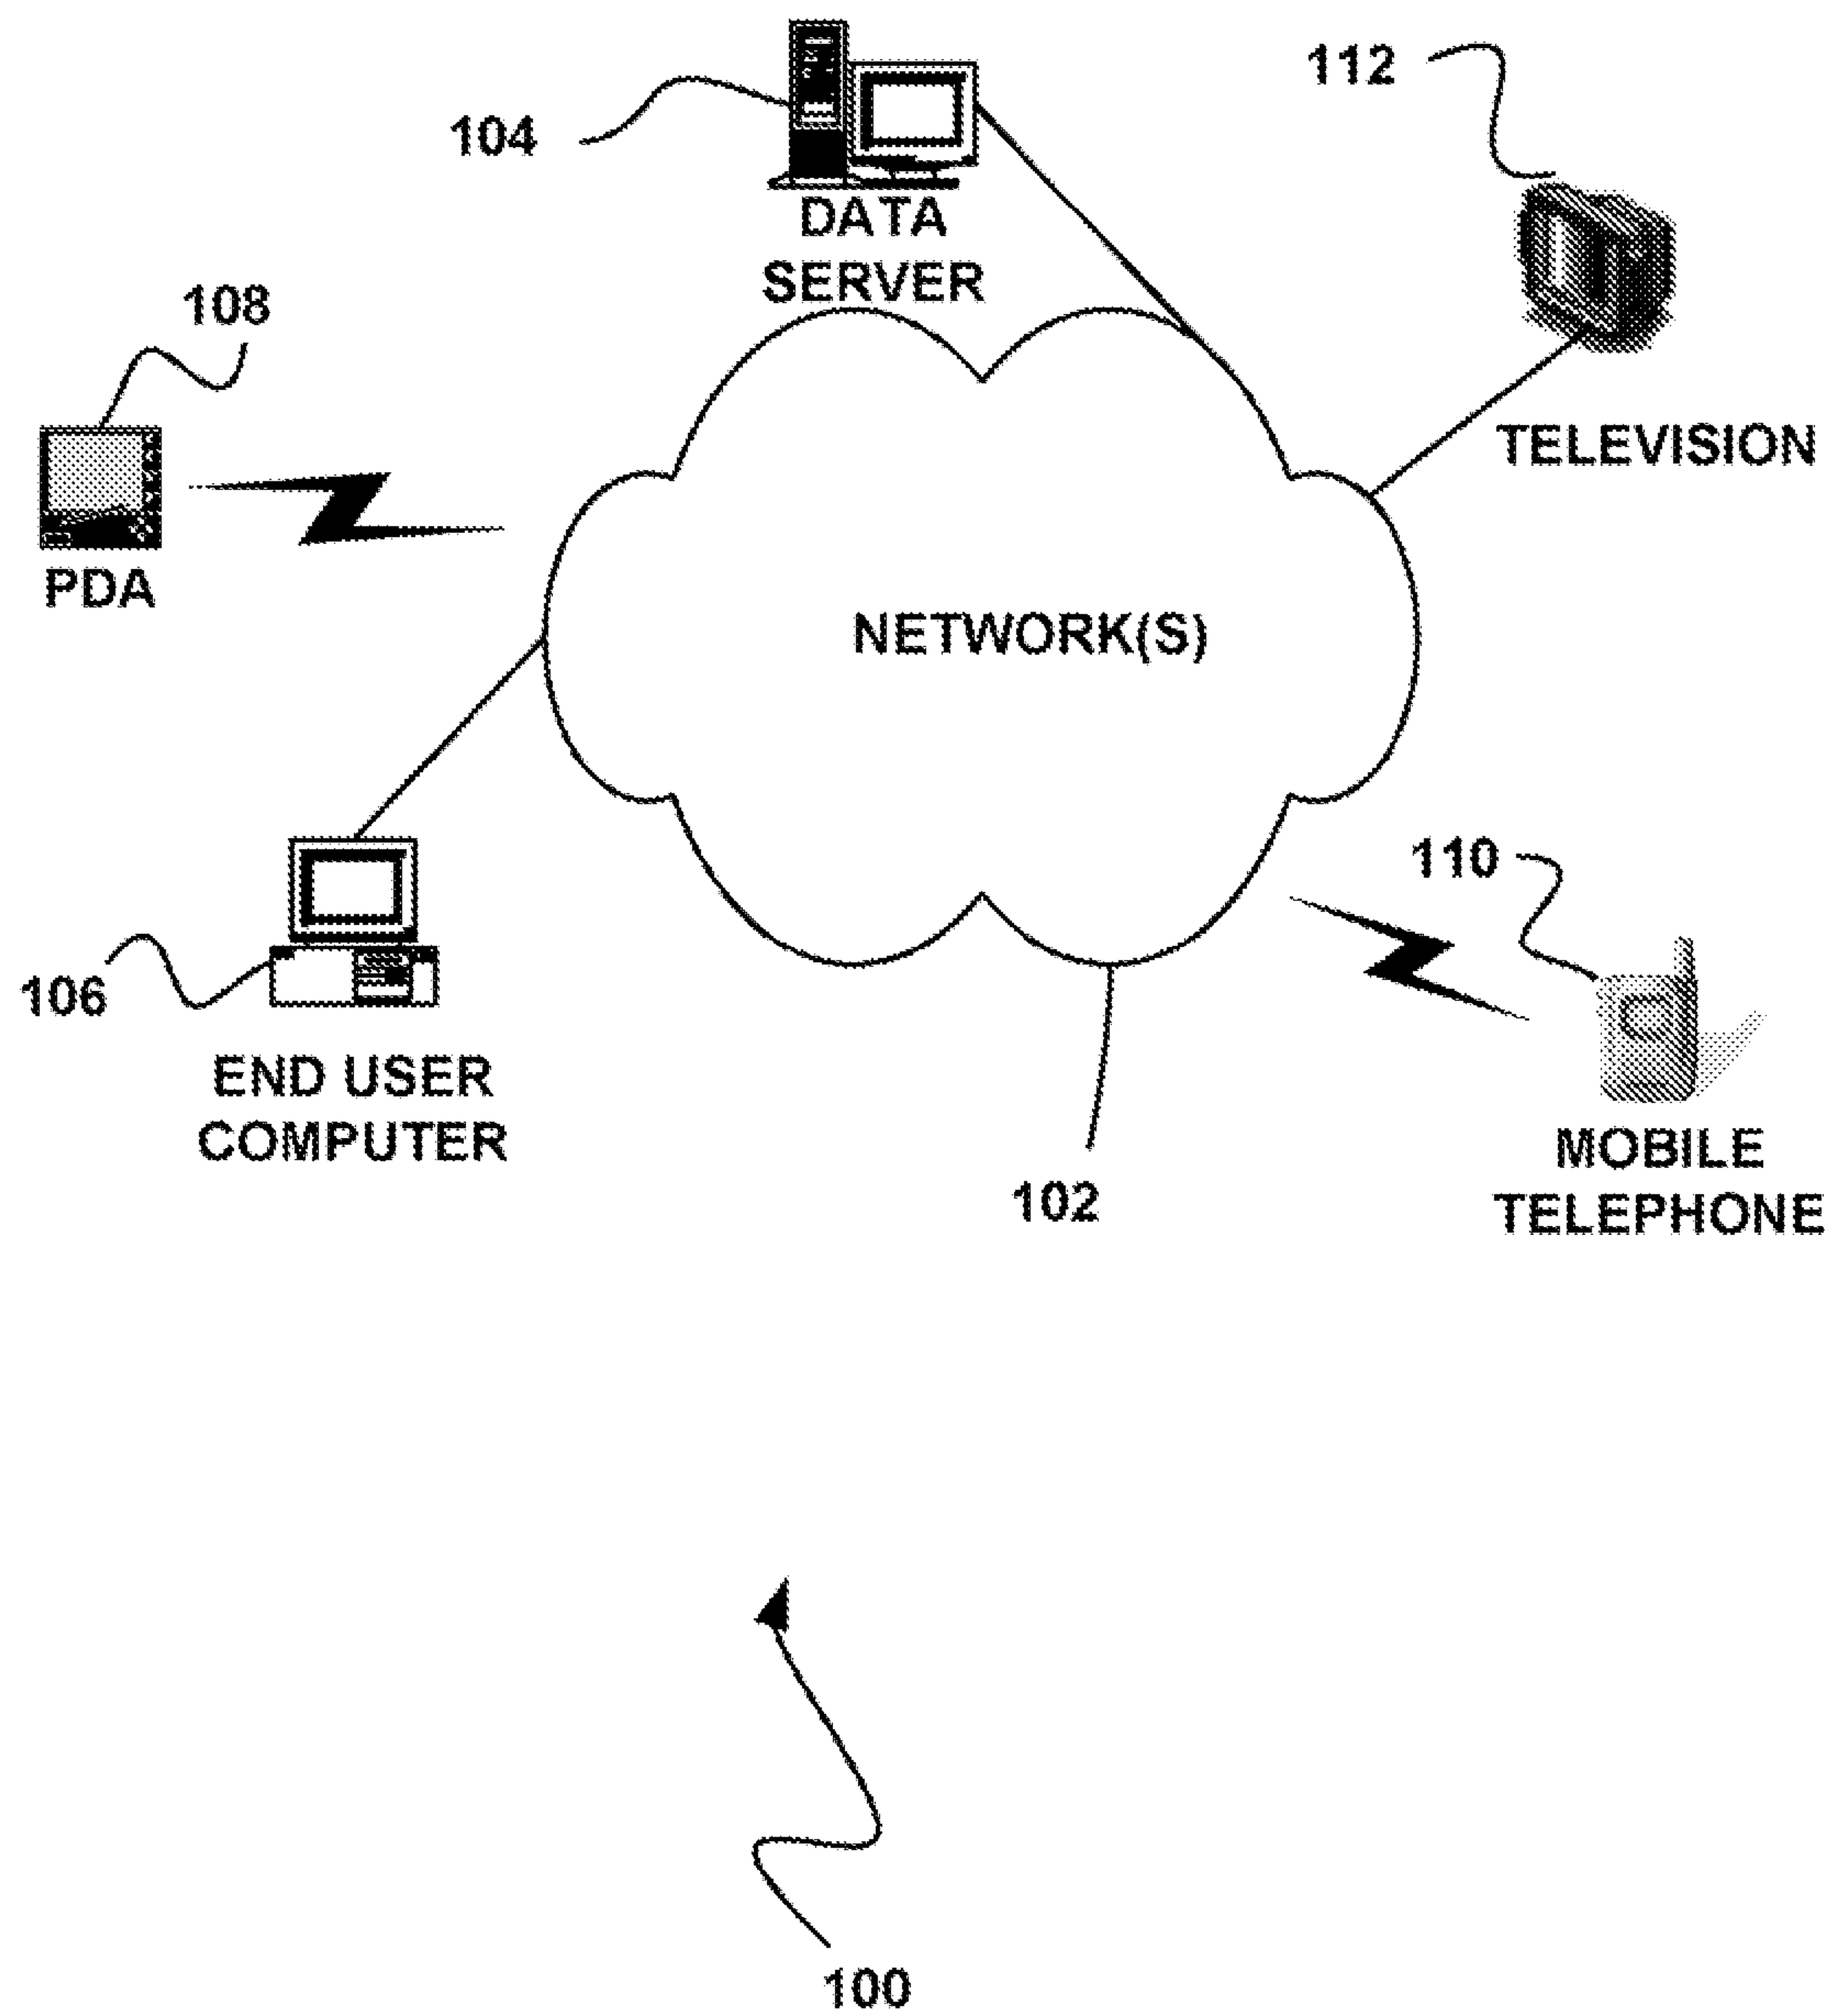 112
104
DATA
SERVER
108
TELEVISION
PDA
NETWORK(S)
110
106
END USER
COMPUTER
102
MOBILE
TELEPHONE
100